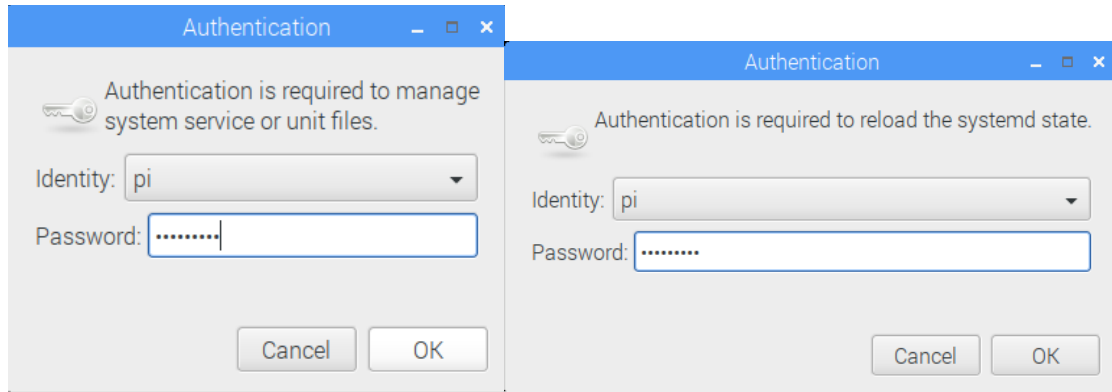 Authentication
Authentication is required to manage
system service or unit files.
Identity: pi
Password: •••••••••
Cancel OK
Authentication
Authentication is required to reload the systemd state.
Identity: pi
Password: •••••••••
Cancel OK